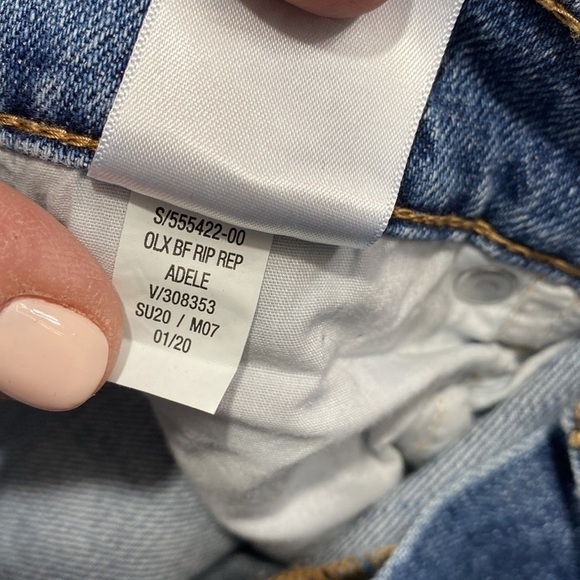 S/555422-00
OLX BF RIP REP
ADELE
V/308353
SU20 / M07
01/20